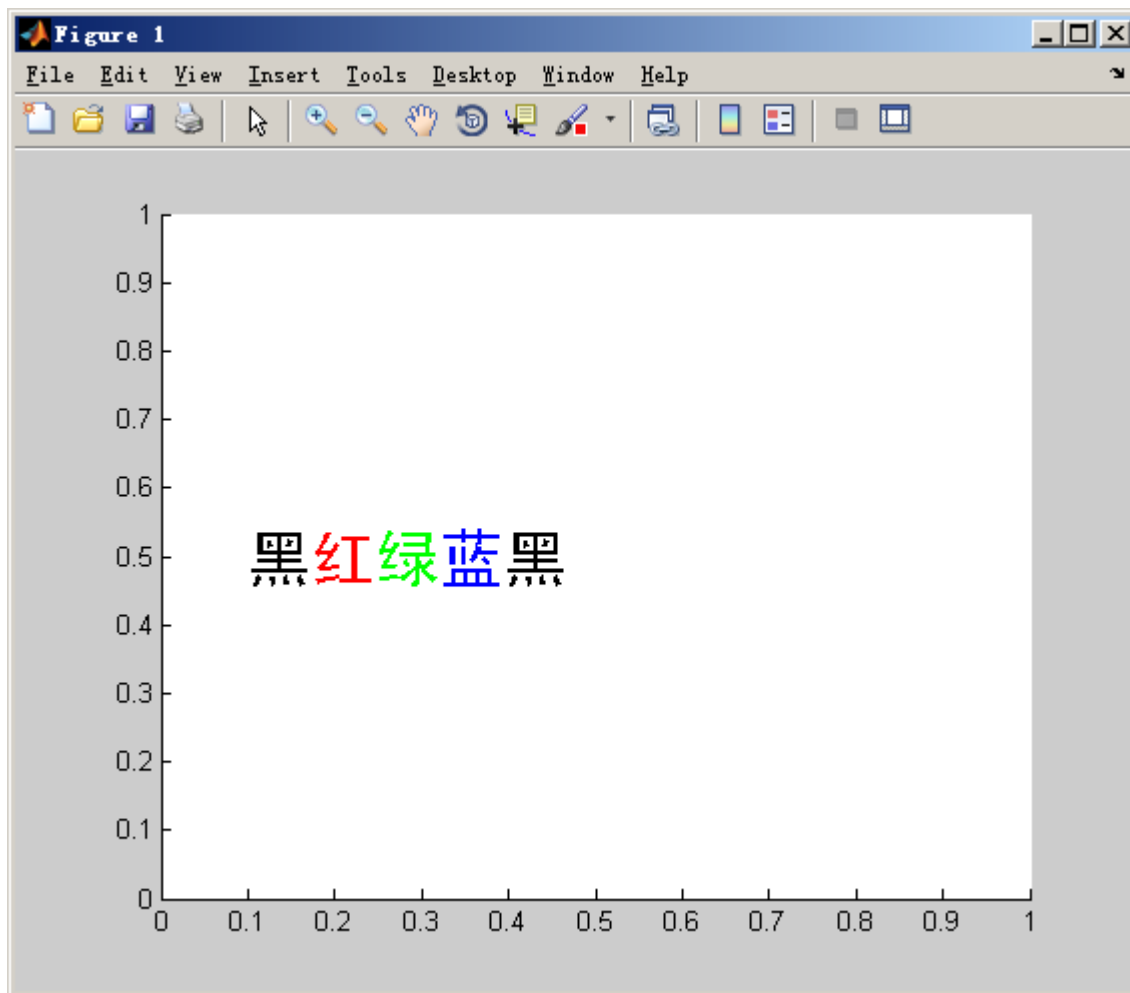 Figure 1
File Edit View Insert Tools Desktop Window Help
1
0.9
0.8
0.7
0.6
黑红绿蓝黑
0.5
0.4
0.3
0.2
0.1
0
0 0.1 0.2 0.3 0.4 0.5 0.6 0.7 0.8 0.9 1